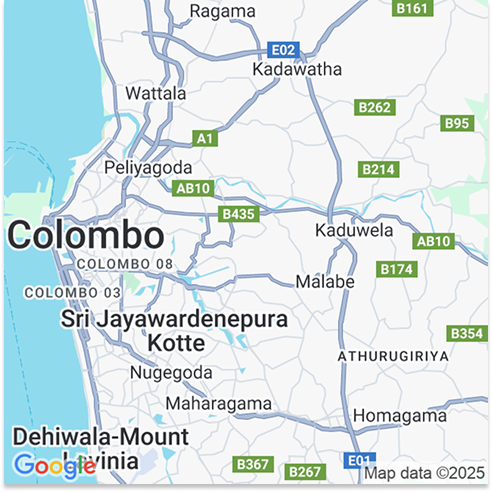 Ragama
B161
E02
Kadawatha
Wattala
B262
B95
A1
Peliyagoda
B214
AB10
B435
Colombo
Kaduwela
AB10
COLOMBO 08
B174
Malabe
COLOMBO 03
Sri Jayawardenepura
Kotte
B354
ATHURUGIRIYA
Nugegoda
Maharagama
Homagama
Dehiwala-Mount
Lavinia
Google
B367
B267
E01
Map data ©2025